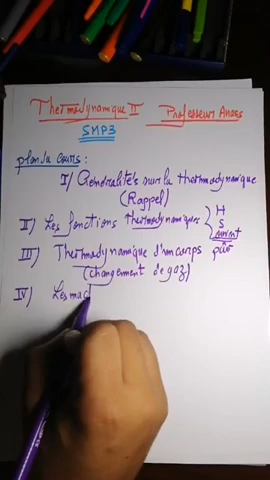 Thermodynamique II Professeur Anass
SMP3
plan du cours :
I/ Généralités sur la thermodynamique
(Rappel)
II) Les fonctions thermodynamiques { H
S
III) Thermodynamique d'un corps pur
(changement de gaz)
IV) Les mac